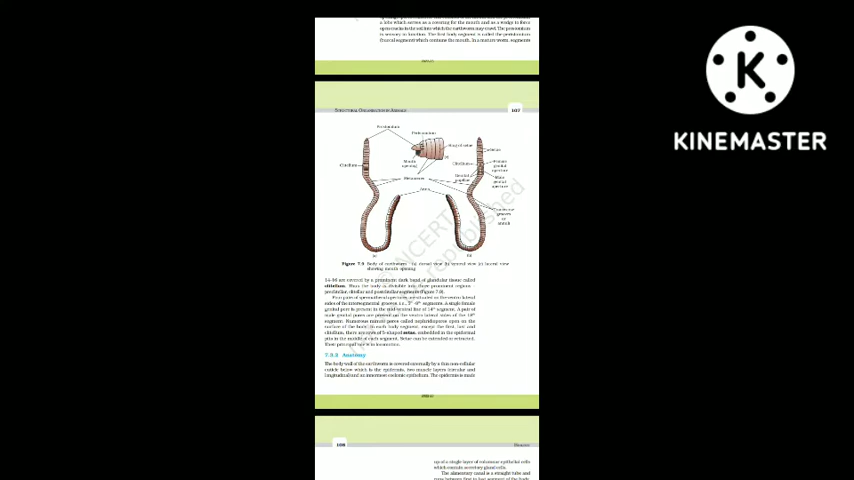 a lobe which serves as a covering for the mouth and as a wedge to force
open cracks in the soil into which the earthworm may crawl. The prostomium
is sensory in function. The first body segment is called the peristomium
(buccal segment) which contains the mouth. In a mature worm, segments
STRUCTURAL ORGANISATION IN ANIMALS
107
Prostomium
Peristomium
Mouth
opening
Clitellum
Metameres
Anus
Clitellum
Female
genital
aperture
Male
genital
aperture
Genital
papillae
(a)
(b)
Figure 7.8 Body of earthworm : (a) dorsal view (b) ventral view (c) lateral view
showing mouth opening
14-16 are covered by a prominent dark band of glandular tissue called
clitellum. Thus the body is divisible into three prominent regions –
preclitellar, clitellar and postclitellar segments (Figure 7.8).
Four pairs of spermathecal apertures are situated on the ventro-lateral
sides of the intersegmental grooves, i.e., 5th -9th segments. A single female
genital pore is present in the mid-ventral line of 14th segment. A pair of
male genital pores are present on the ventro-lateral sides of the 18th
segment. Numerous minute pores called nephridiopores open on the
surface of the body. In each body segment, except the first, last and
clitellum, there are rows of S-shaped setae, embedded in the epidermal
pits in the middle of each segment. Setae can be extended or retracted.
Their principal role is in locomotion.
7.3.2 Anatomy
The body wall of the earthworm is covered externally by a thin non-cellular
cuticle below which is the epidermis, two muscle layers (circular and
longitudinal) and an innermost coelomic epithelium. The epidermis is made
108
BIOLOGY
up of a single layer of columnar epithelial cells
which contain secretory gland cells.
The alimentary canal is a straight tube and
runs between first to last segment of the body.
KINEMASTER